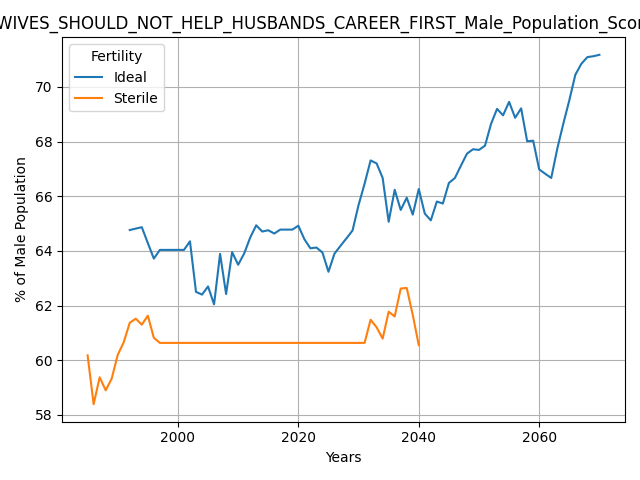 WIVES_SHOULD_NOT_HELP_HUSBANDS_CAREER_FIRST_Male_Population_Scor
Fertility
Ideal
Sterile
% of Male Population
70
68
66
64
62
60
58
2000
2020
2040
2060
Years